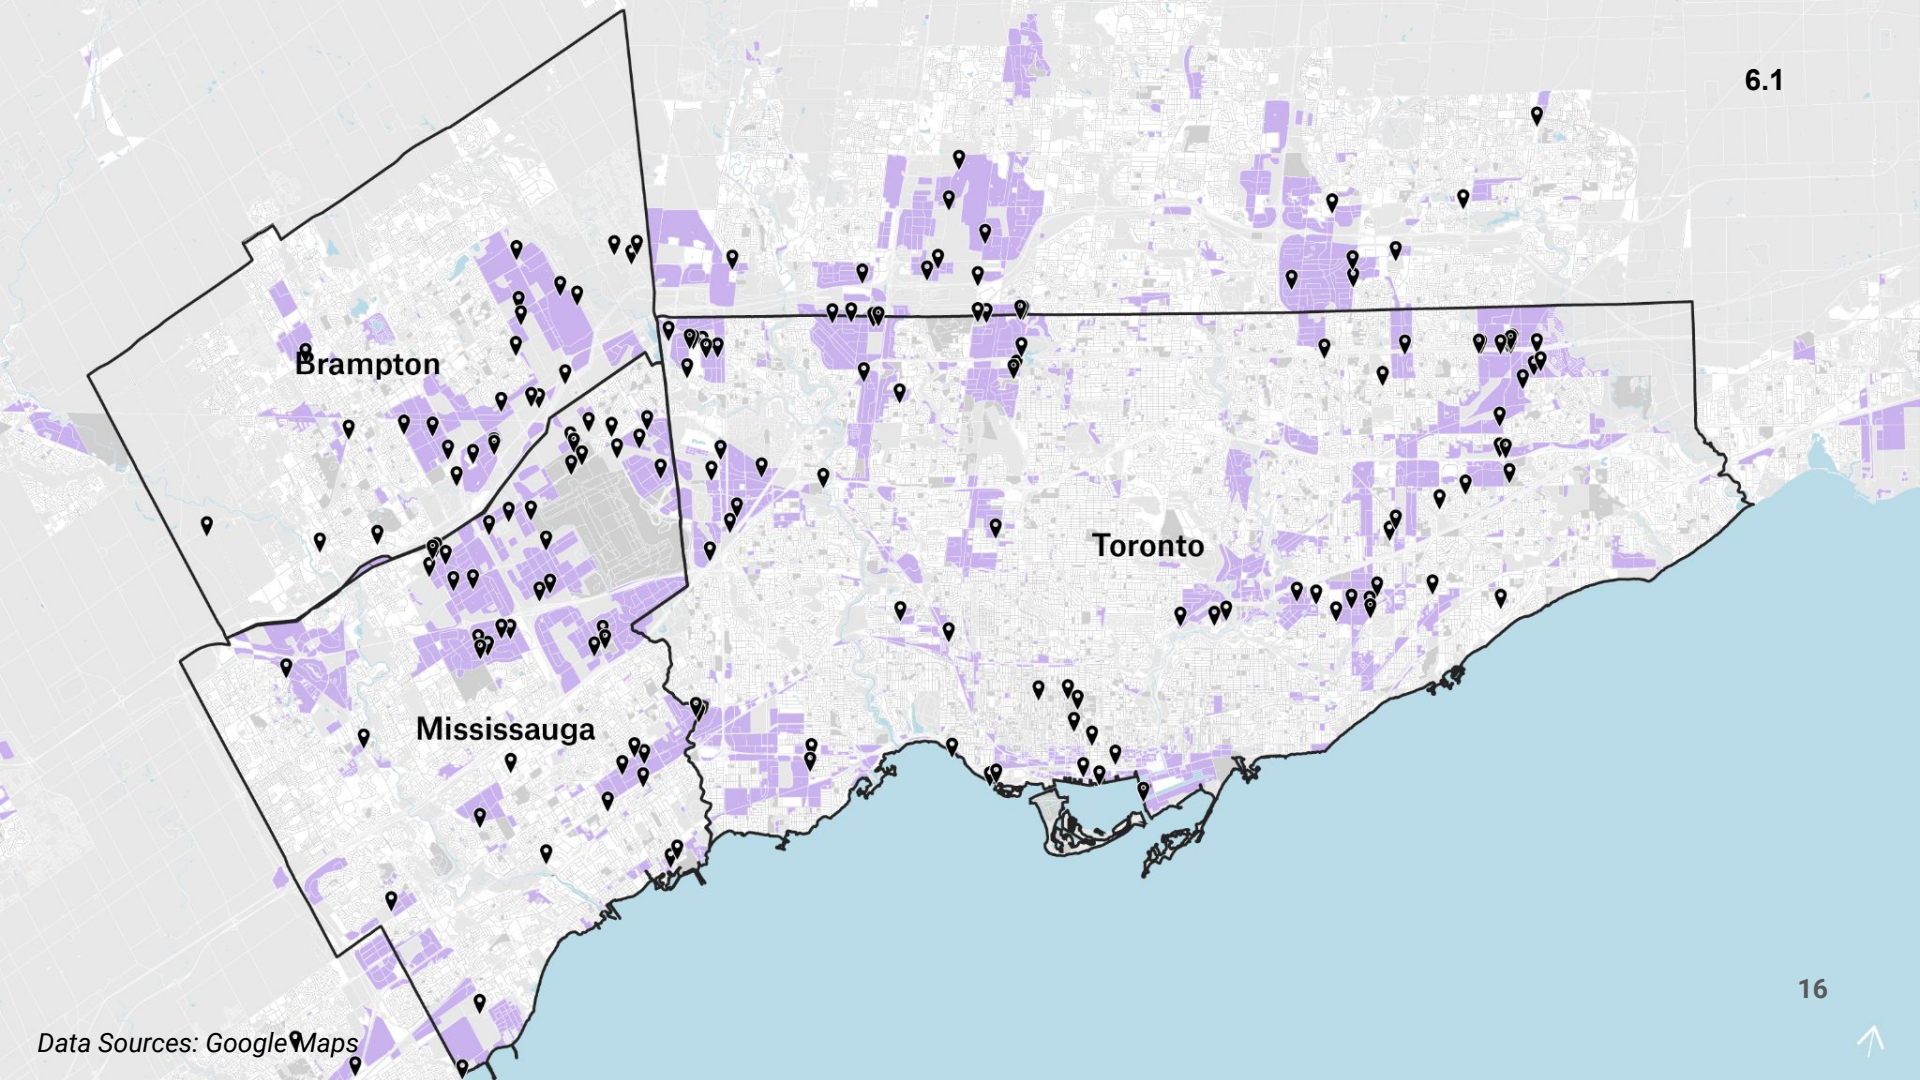 6.1
Brampton
Toronto
Mississauga
16
Data Sources: Google Maps